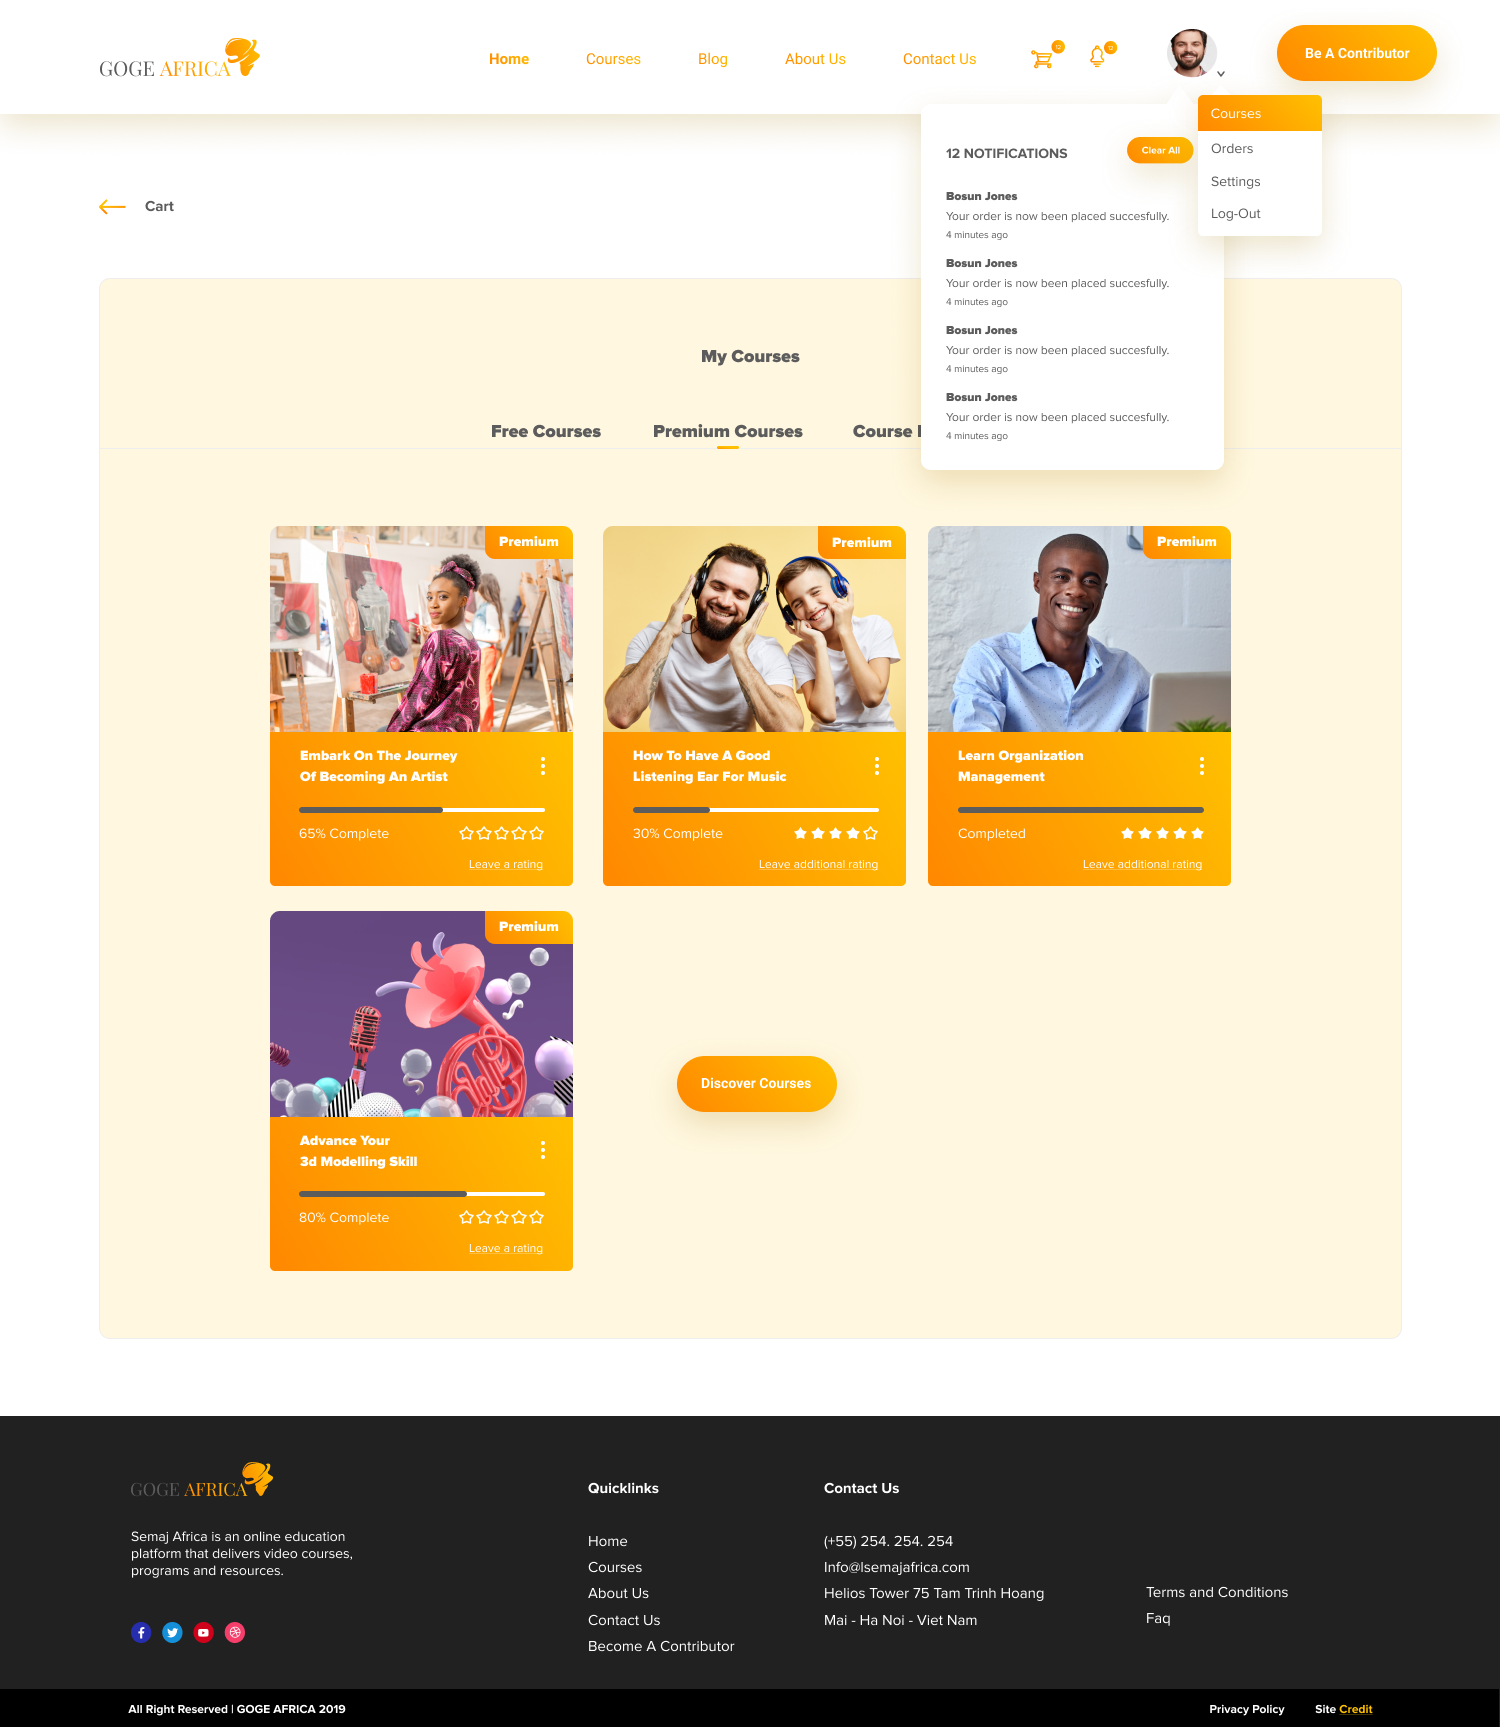 GOGE AFRICA
Home
Courses
Blog
About Us
Contact Us
Be A Contributor
Courses
Orders
Settings
Log-Out
12 NOTIFICATIONS
Clear All
Bosun Jones
Your order is now been placed succesfully.
4 minutes ago
Bosun Jones
Your order is now been placed succesfully.
4 minutes ago
Bosun Jones
Your order is now been placed succesfully.
4 minutes ago
Bosun Jones
Your order is now been placed succesfully.
4 minutes ago
Cart
My Courses
Free Courses
Premium Courses
Course
Premium
Embark On The Journey
Of Becoming An Artist
65% Complete
Leave a rating
Premium
How To Have A Good
Listening Ear For Music
30% Complete
Leave additional rating
Premium
Learn Organization
Management
Completed
Leave additional rating
Premium
Advance Your
3d Modelling Skill
80% Complete
Leave a rating
Discover Courses
GOGE AFRICA
Semaj Africa is an online education
platform that delivers video courses,
programs and resources.
Quicklinks
Home
Courses
About Us
Contact Us
Become A Contributor
Contact Us
(+55) 254. 254. 254
Info@lsemajafrica.com
Helios Tower 75 Tam Trinh Hoang
Mai - Ha Noi - Viet Nam
Terms and Conditions
Faq
All Right Reserved | GOGE AFRICA 2019
Privacy Policy
Site Credit